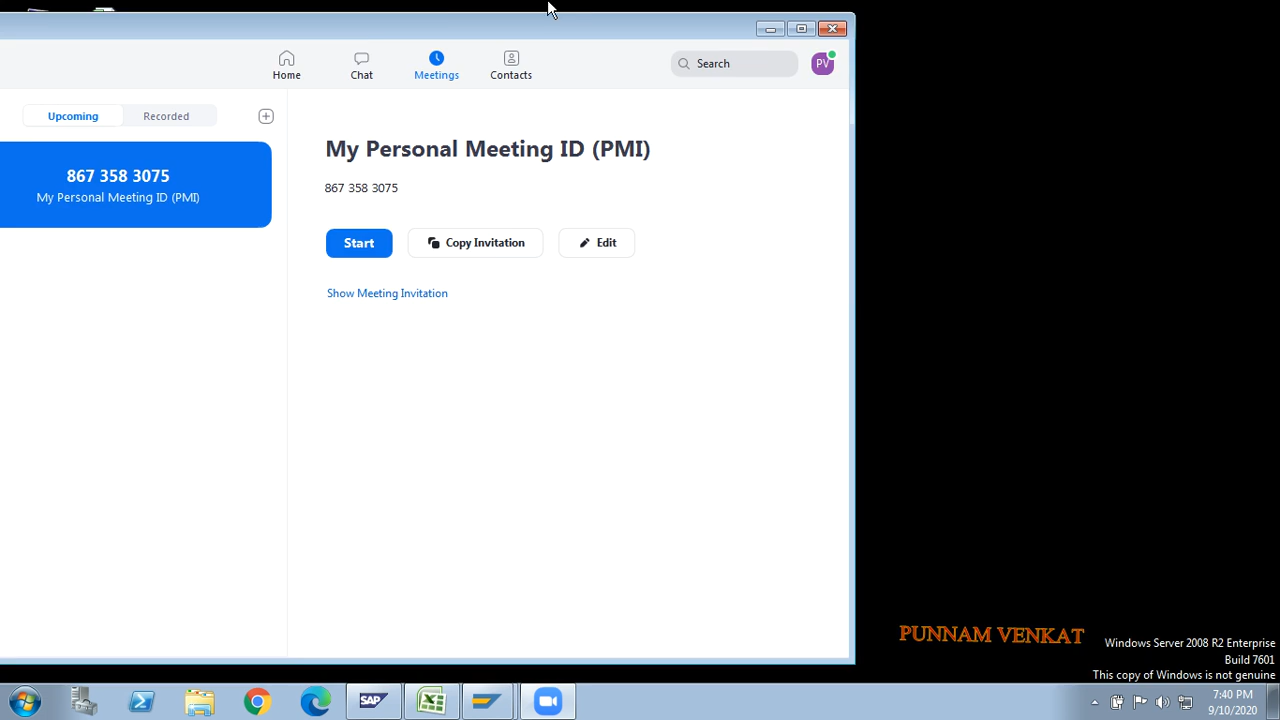 Home
Chat
Meetings
Contacts
Search
PV
Upcoming
Recorded
867 358 3075
My Personal Meeting ID (PMI)
My Personal Meeting ID (PMI)
867 358 3075
Start
Copy Invitation
Edit
Show Meeting Invitation
PUNNAM VENKAT
Windows Server 2008 R2 Enterprise
Build 7601
This copy of Windows is not genuine
SAP
7:40 PM
9/10/2020